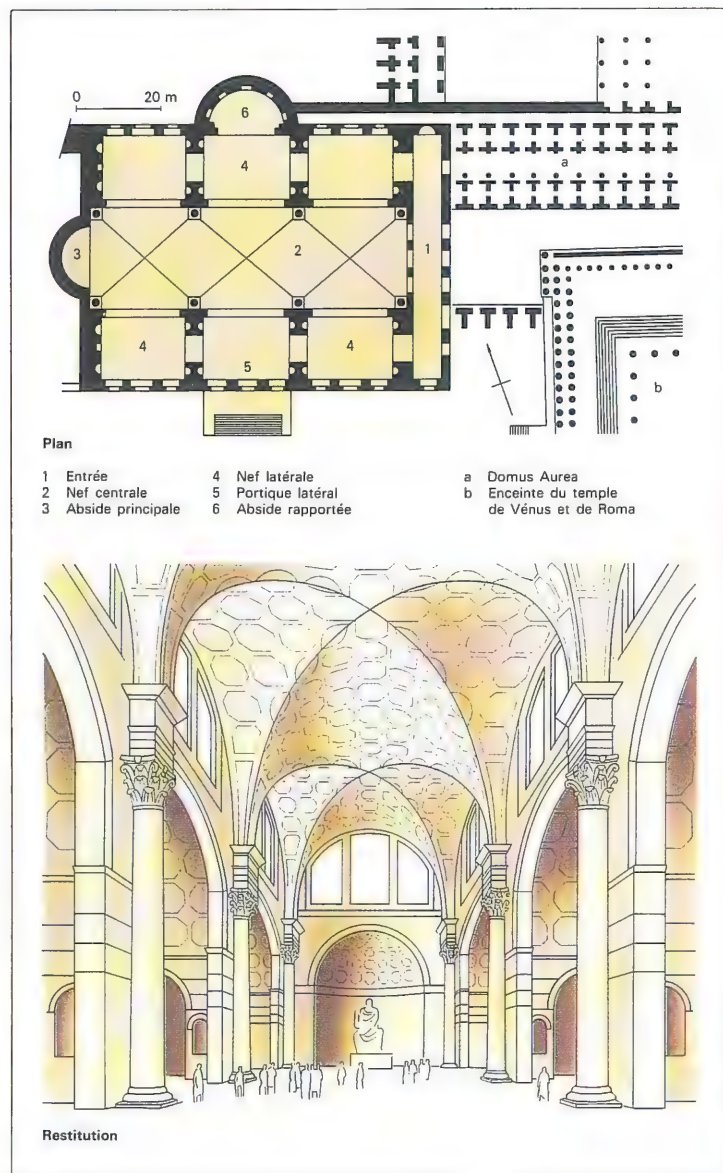 0 20 m
6
4
a
3
2
1
4
5
4
b
Plan
1 Entrée
2 Nef centrale
3 Abside principale
4 Nef latérale
5 Portique latéral
6 Abside rapportée
a Domus Aurea
b Enceinte du temple
de Vénus et de Roma
Restitution